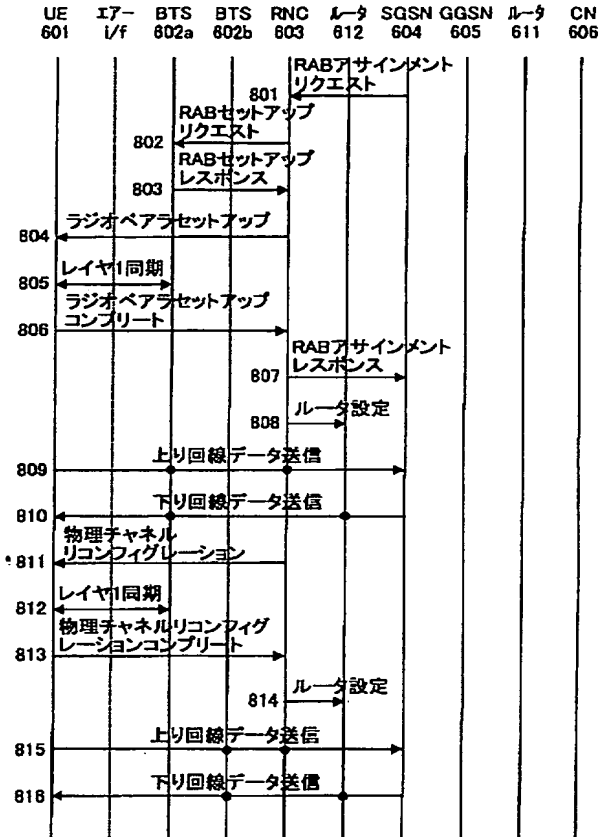 UE エアー BTS BTS RNC ルータ SGSN GGSN ルータ CN
601 i/f 602a 602b 803 612 604 605 611 606
RABアサインメント
リクエスト
801
RABセットアップ
リクエスト
802
RABセットアップ
レスポンス
803
ラジオベアラセットアップ
804
レイヤ1同期
805
ラジオベアラセットアップ
コンプリート
806
RABアサインメント
レスポンス
807
ルータ設定
808
上り回線データ送信
809
下り回線データ送信
810
物理チャネル
リコンフィグレーション
811
レイヤ1同期
812
物理チャネルリコンフィグ
レーションコンプリート
813
ルータ設定
814
上り回線データ送信
815
下り回線データ送信
816